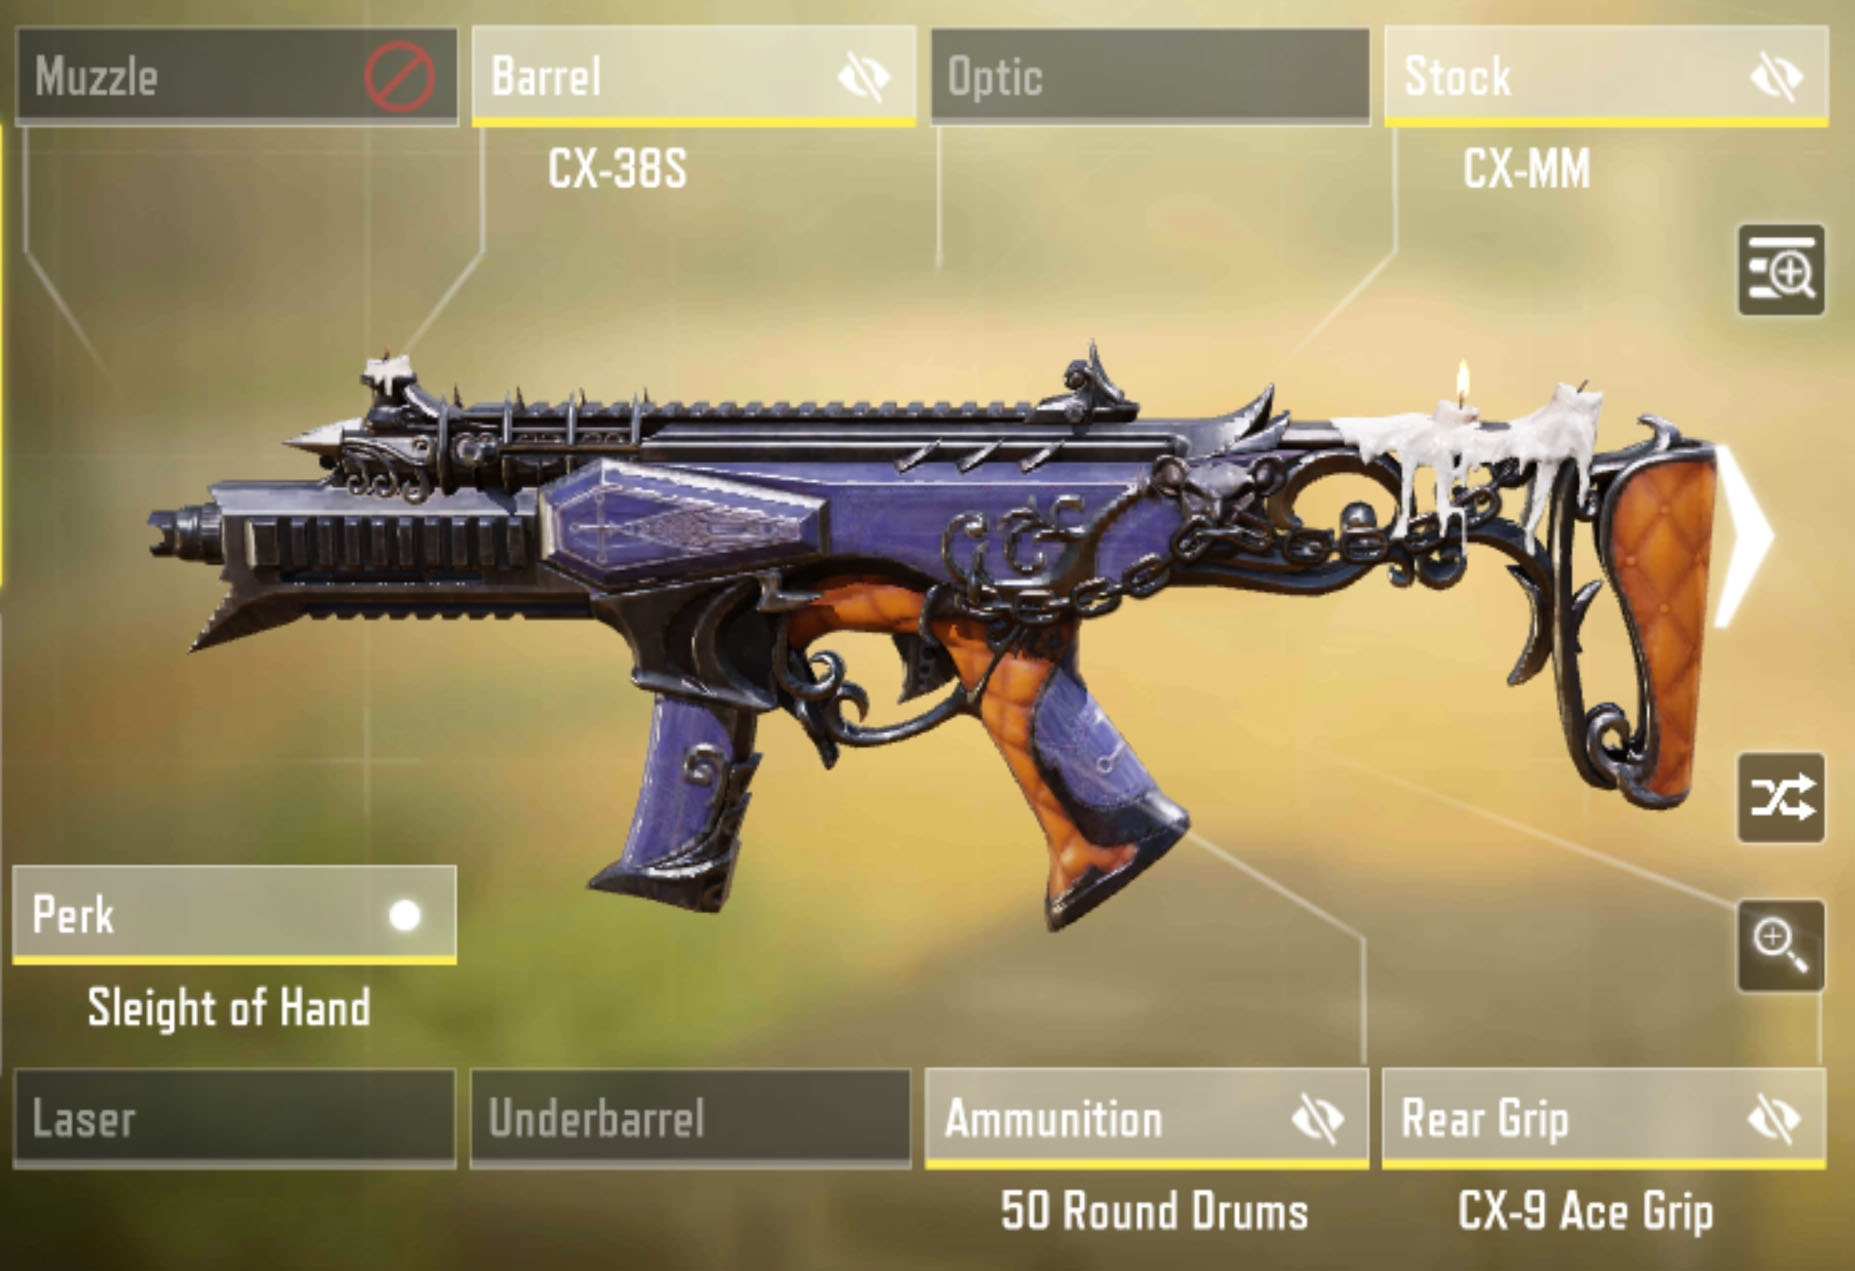 Muzzle
Barrel
Optic
Stock
CX-38S
CX-MM
Perk
Sleight of Hand
Laser
Underbarrel
Ammunition
Rear Grip
50 Round Drums
CX-9 Ace Grip